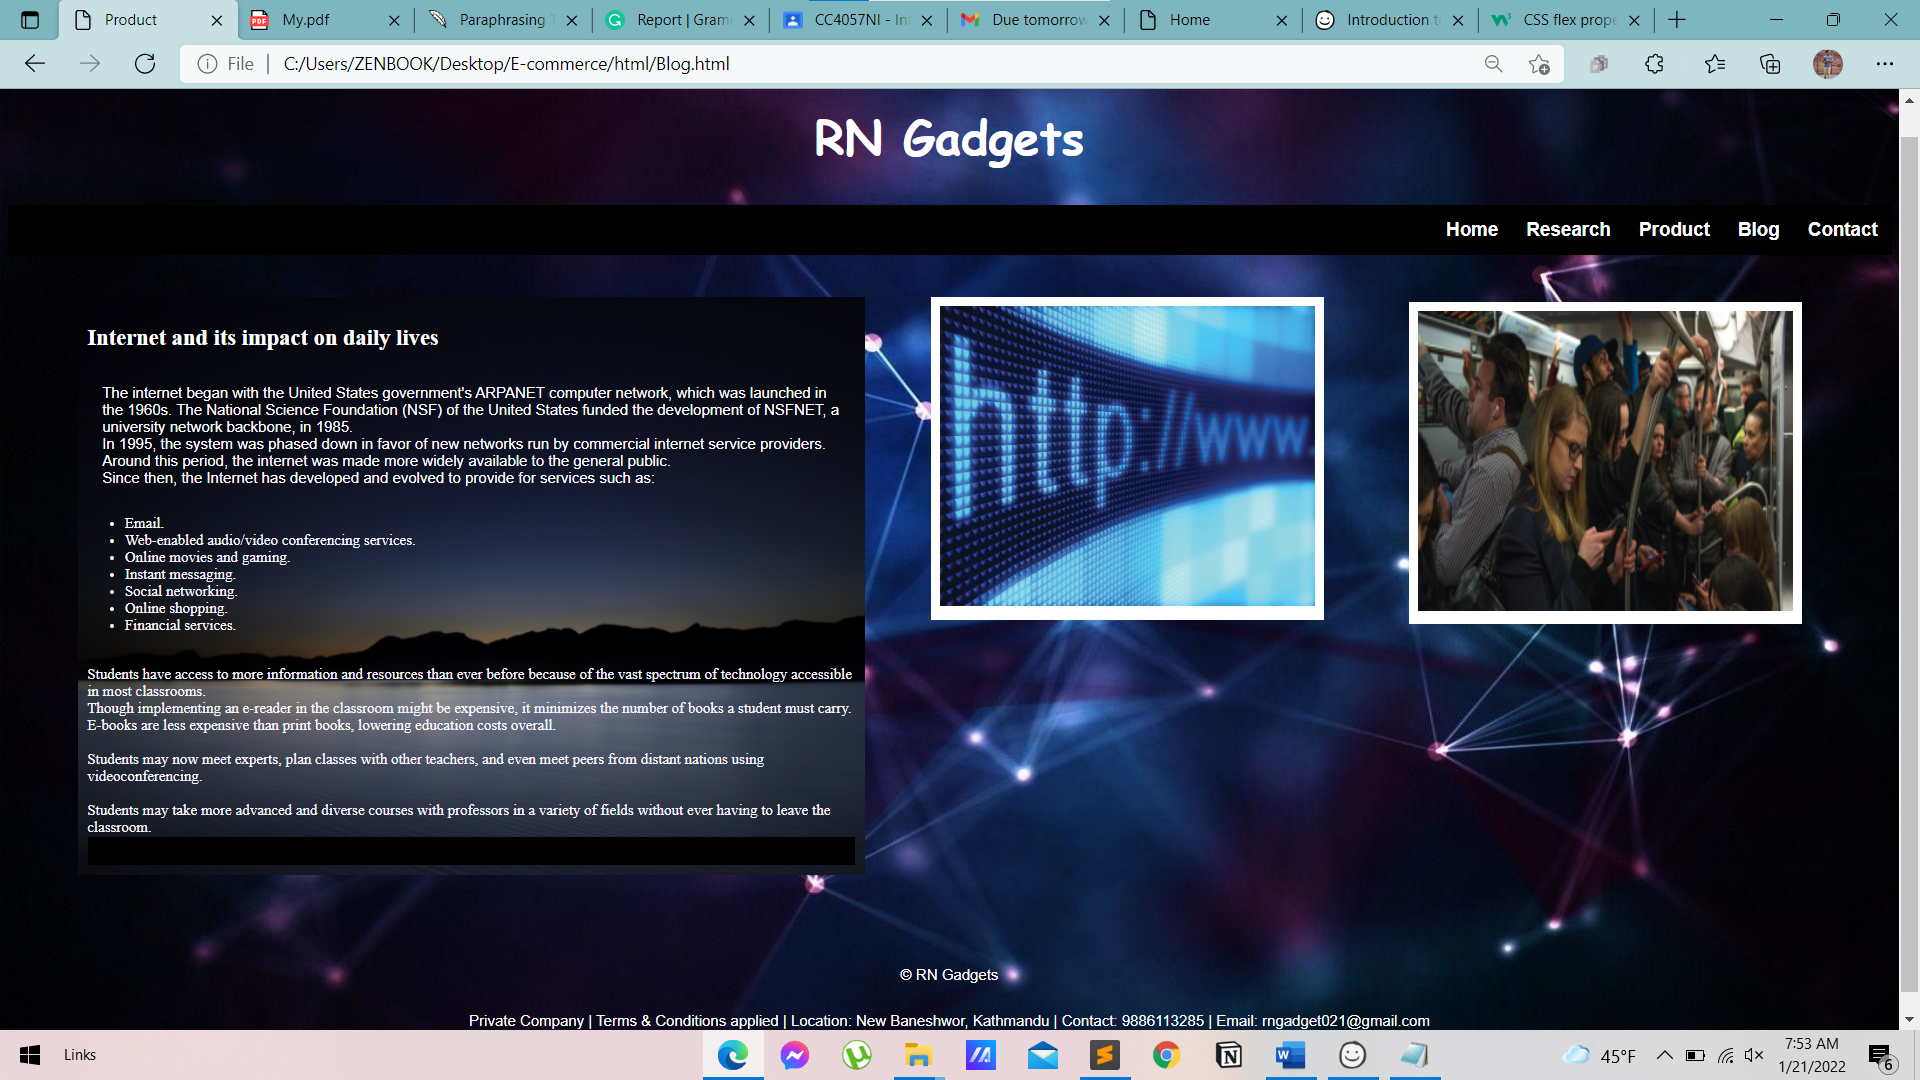 Product
My.pdf
Paraphrasing
Report | Gram
CC4057NI - In
Due tomorrow
Home
Introduction t
CSS flex prope
File
C:/Users/ZENBOOK/Desktop/E-commerce/html/Blog.html
RN Gadgets
Home Research Product Blog Contact
Internet and its impact on daily lives
The internet began with the United States government's ARPANET computer network, which was launched in
the 1960s. The National Science Foundation (NSF) of the United States funded the development of NSFNET, a
university network backbone, in 1985.
In 1995, the system was phased down in favor of new networks run by commercial internet service providers.
Around this period, the internet was made more widely available to the general public.
Since then, the Internet has developed and evolved to provide for services such as:
• Email.
• Web-enabled audio/video conferencing services.
• Online movies and gaming.
• Instant messaging.
• Social networking.
• Online shopping.
• Financial services.
Students have access to more information and resources than ever before because of the vast spectrum of technology accessible
in most classrooms.
Though implementing an e-reader in the classroom might be expensive, it minimizes the number of books a student must carry.
E-books are less expensive than print books, lowering education costs overall.
Students may now meet experts, plan classes with other teachers, and even meet peers from distant nations using
videoconferencing.
Students may take more advanced and diverse courses with professors in a variety of fields without ever having to leave the
classroom.
http://www.
© RN Gadgets
Private Company | Terms & Conditions applied | Location: New Baneshwor, Kathmandu | Contact: 9886113285 | Email: rngadget021@gmail.com
Links
45°F
7:53 AM
1/21/2022
6